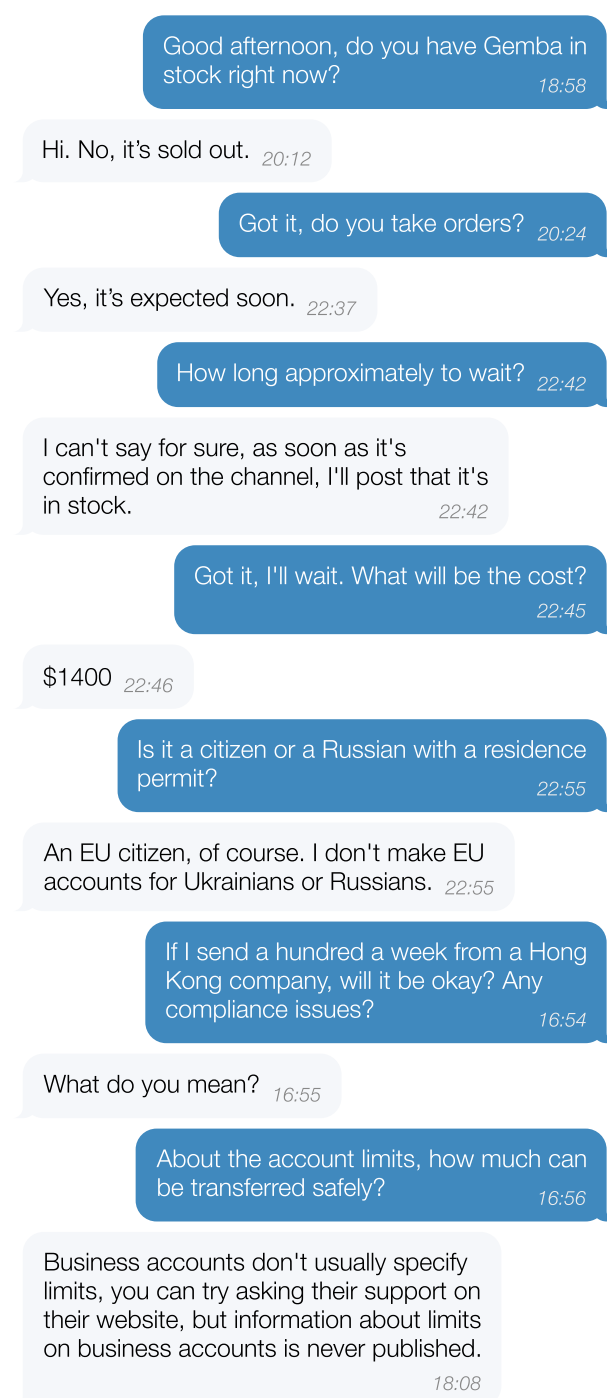 Good afternoon, do you have Gemba in
stock right now?
18:58
Hi. No, it’s sold out. 20:12
Got it, do you take orders? 20:24
Yes, it’s expected soon. 22:37
How long approximately to wait? 22:42
I can't say for sure, as soon as it's
confirmed on the channel, I'll post that it's
in stock. 22:42
Got it, I'll wait. What will be the cost?
22:45
$1400 22:46
Is it a citizen or a Russian with a residence
permit? 22:55
An EU citizen, of course. I don't make EU
accounts for Ukrainians or Russians. 22:55
If I send a hundred a week from a Hong
Kong company, will it be okay? Any
compliance issues? 16:54
What do you mean? 16:55
About the account limits, how much can
be transferred safely? 16:56
Business accounts don't usually specify
limits, you can try asking their support on
their website, but information about limits
on business accounts is never published.
18:08